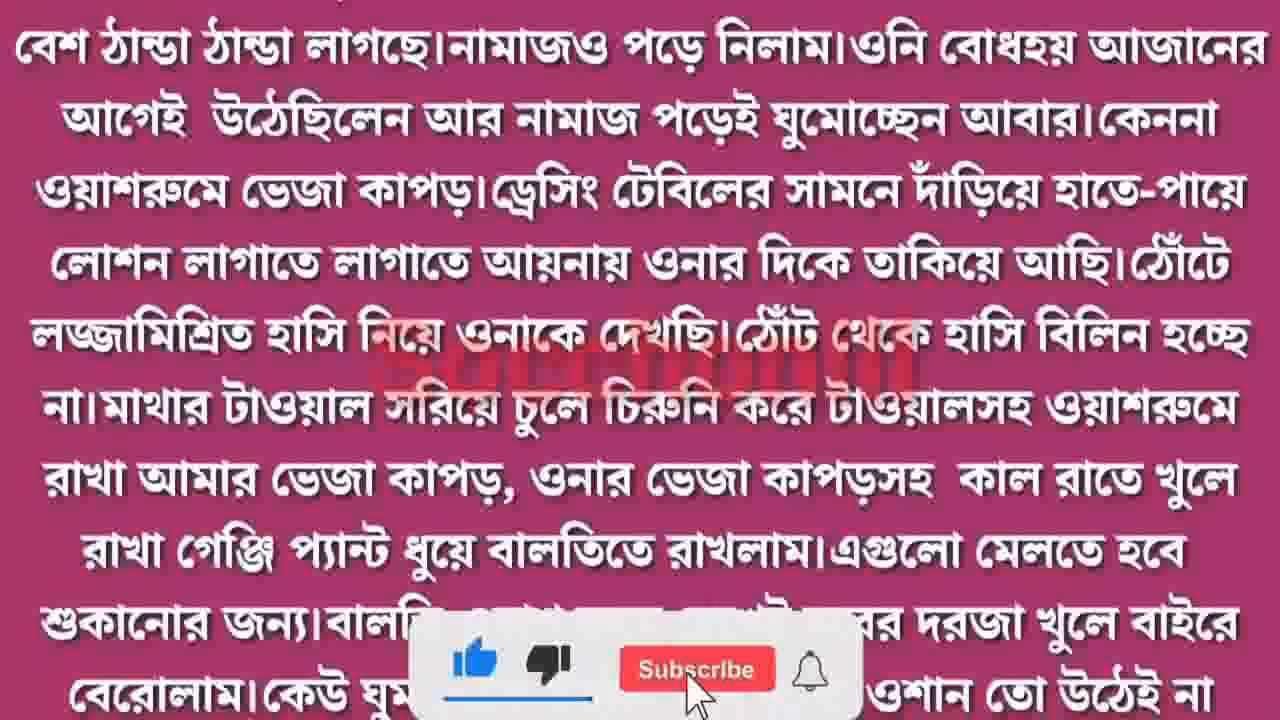 বেশ ঠান্ডা ঠান্ডা লাগছে।নামাজও পড়ে নিলাম।ওনি বোধহয় আজানের
আগেই উঠেছিলেন আর নামাজ পড়েই ঘুমোচ্ছেন আবার।কেননা
ওয়াশরুমে ভেজা কাপড়।ড্রেসিং টেবিলের সামনে দাঁড়িয়ে হাতে-পায়ে
লোশন লাগাতে লাগাতে আয়নায় ওনার দিকে তাকিয়ে আছি।ঠোঁটে
লজ্জামিশ্রিত হাসি নিয়ে ওনাকে দেখছি।ঠোঁট থেকে হাসি বিলিন হচ্ছে
না।মাথার টাওয়াল সরিয়ে চুলে চিরুনি করে টাওয়ালসহ ওয়াশরুমে
রাখা আমার ভেজা কাপড়, ওনার ভেজা কাপড়সহ কাল রাতে খুলে
রাখা গেঞ্জি প্যান্ট ধুয়ে বালতিতে রাখলাম।এগুলো মেলতে হবে
শুকানোর জন্য। দরজা খুলে বাইরে
বেরোলাম।কেউ ওশান তো উঠেই না
Subscribe